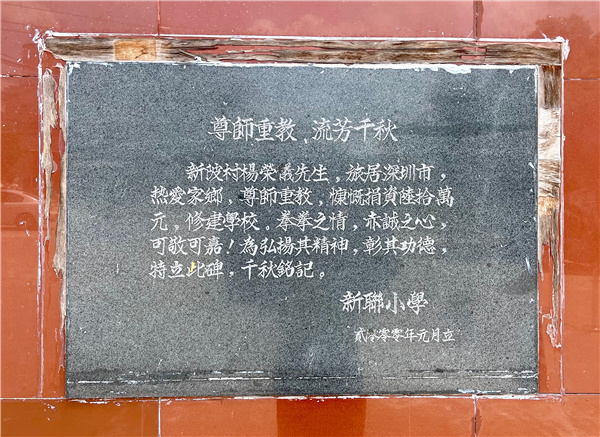 尊師重教、流芳千秋
新陂村楊榮儀先生，旅居深圳市，
热愛家鄉、尊師重教，慷慨捐資陸拾萬
元，修建學校。拳拳之情，赤誠之心，
可敬可嘉！為弘揚其精神，彰其功德，
特立此碑，千秋銘記。
新聯小學
貳零零零年元月立